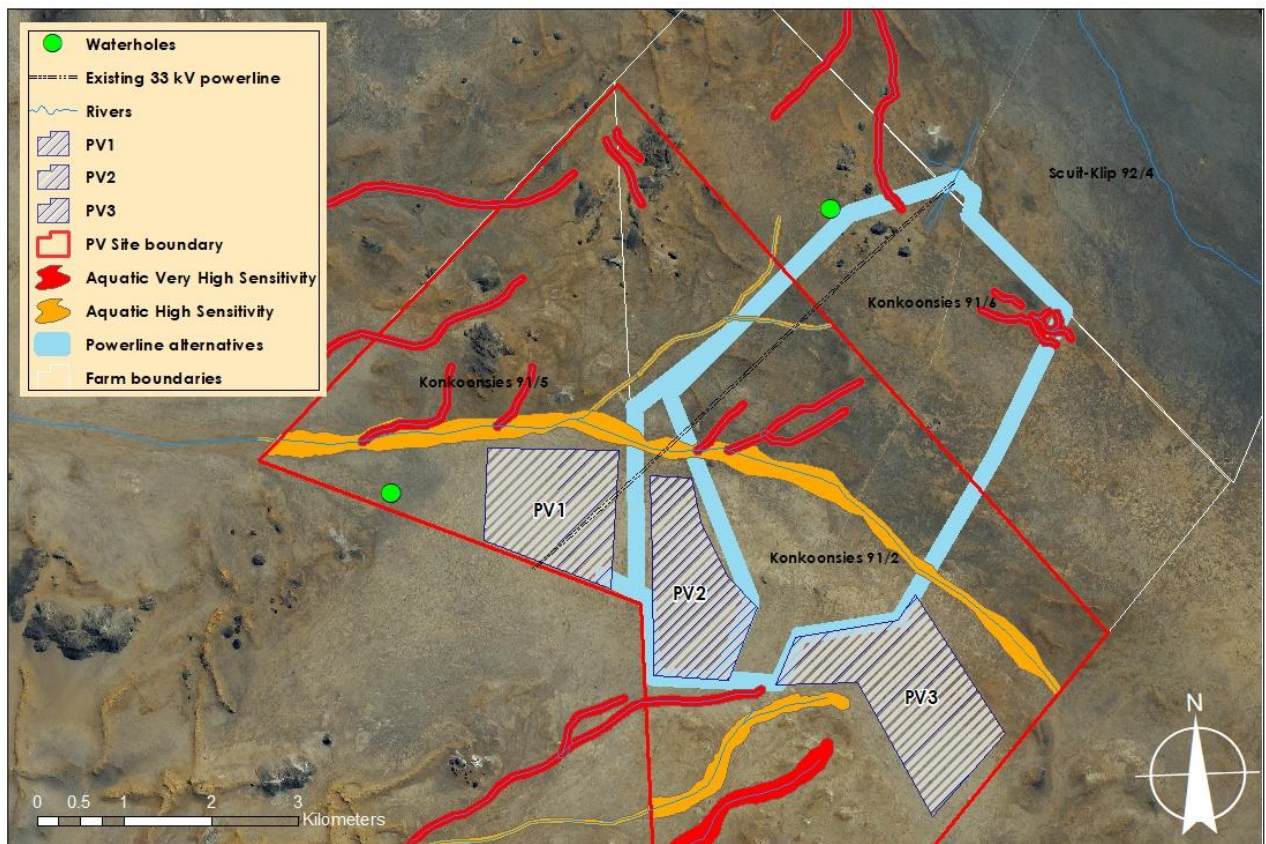 Waterholes
Existing 33 kV powerline
Rivers
PV1
PV2
PV3
PV Site boundary
Aquatic Very High Sensitivity
Aquatic High Sensitivity
Powerline alternatives
Farm boundaries
Scuit-Klip 92/4
Konkoonsies 91/6
Konkoonsies 91/5
PV1
Konkoonsies 91/2
PV2
PV3
N
0 0.5 1 2 3
Kilometers